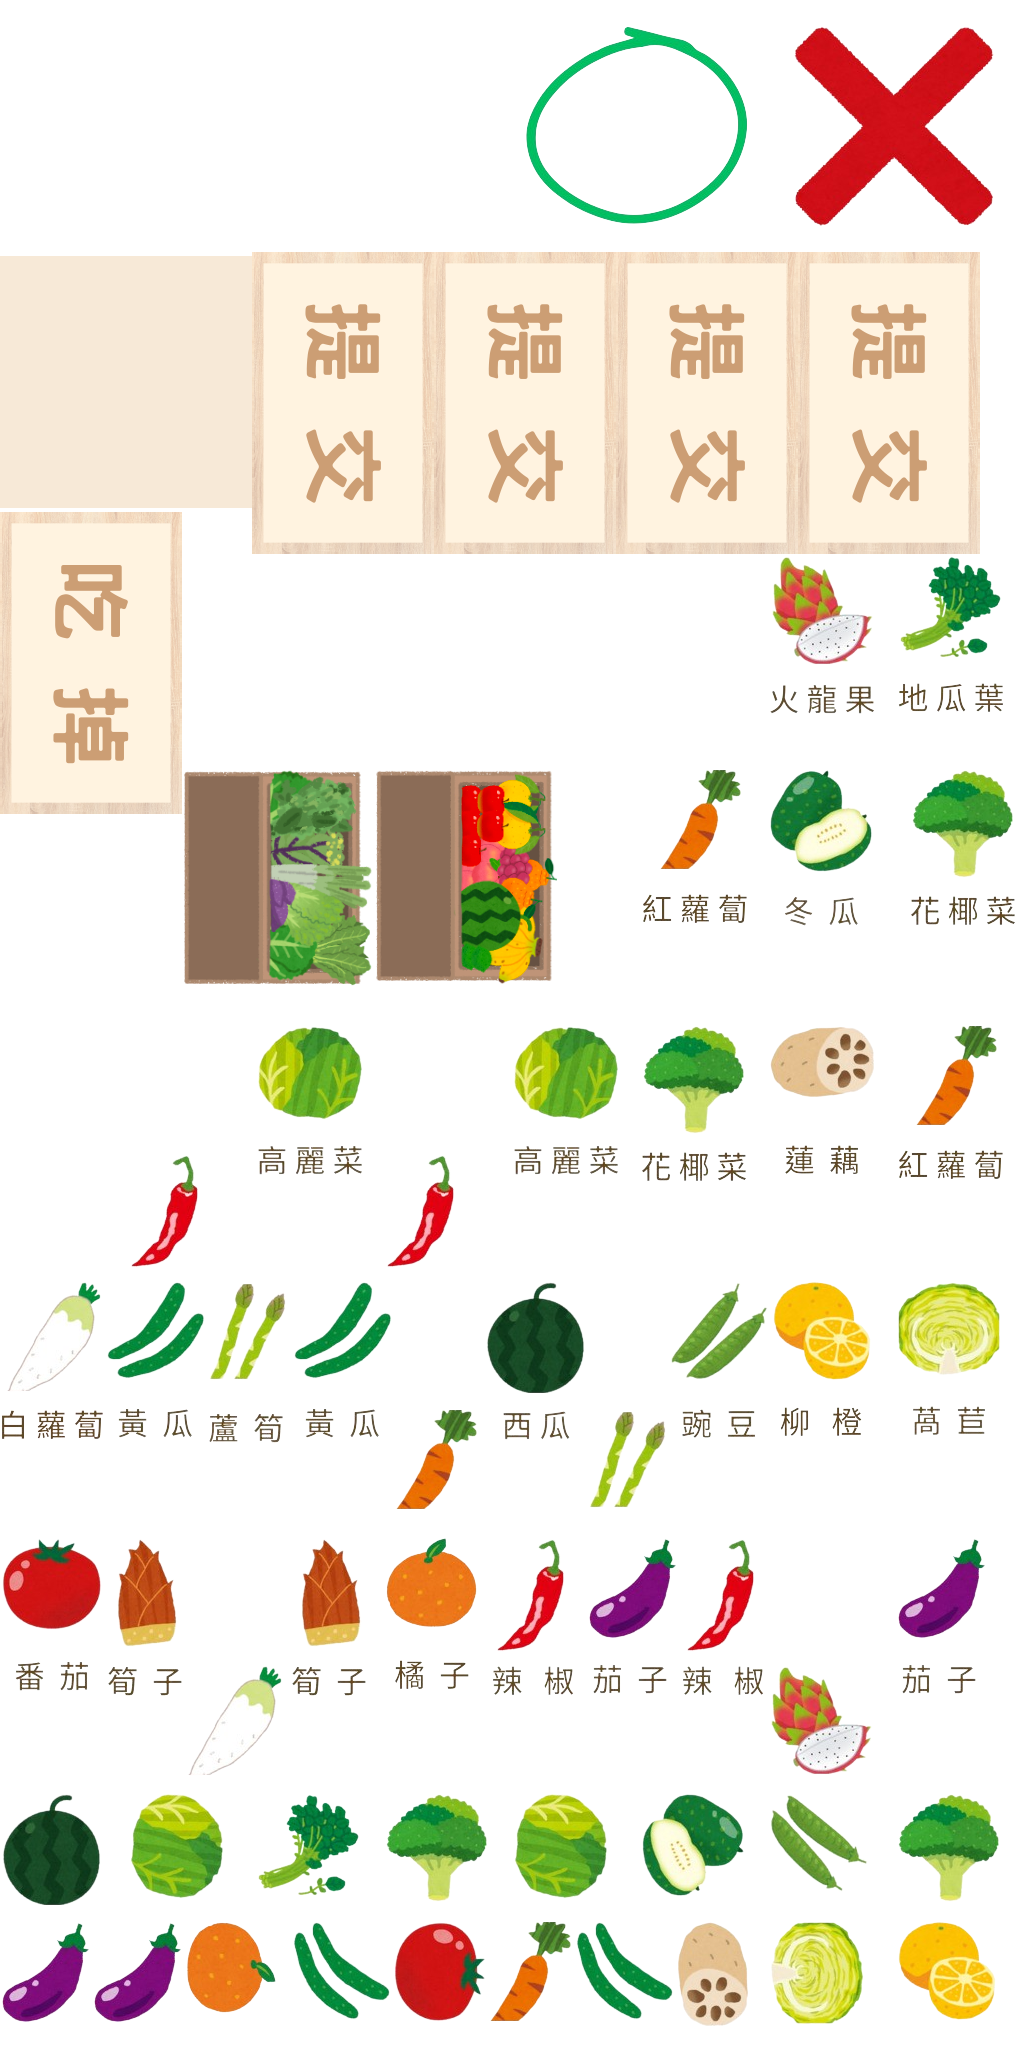 提交
提交
提交
提交
吃掉
火龍果
地瓜葉
紅蘿蔔
冬瓜
花椰菜
高麗菜
高麗菜
花椰菜
蓮藕
紅蘿蔔
白蘿蔔
黃瓜
蘆筍
黃瓜
西瓜
豌豆
柳橙
萵苣
番茄
筍子
筍子
橘子
辣椒
茄子
辣椒
茄子